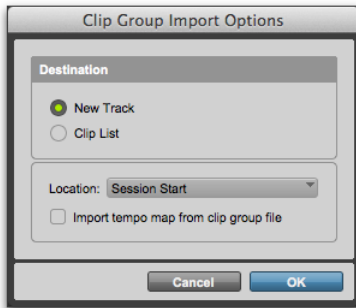 Clip Group Import Options
Destination
New Track
Clip List
Location: Session Start
Import tempo map from clip group file
Cancel OK